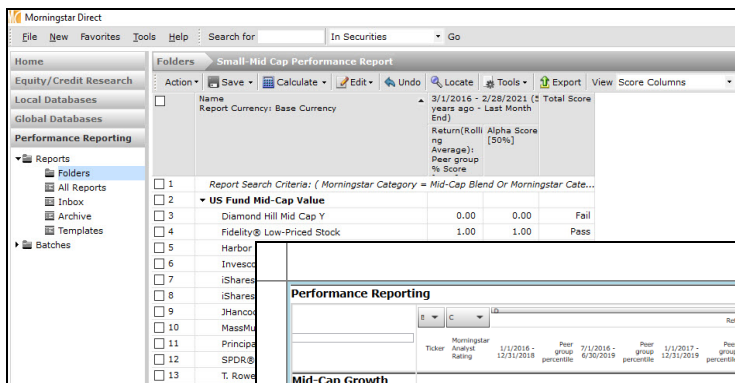 Morningstar Direct
File New Favorites Tools Help Search for In Securities Go
Home
Equity/Credit Research
Local Databases
Global Databases
Performance Reporting
Reports
Folders
All Reports
Inbox
Archive
Templates
Batches
Folders Small-Mid Cap Performance Report
Action Save Calculate Edit Undo Locate Tools Export View Score Columns
Name
Report Currency: Base Currency
3/1/2016 - 2/28/2021 (5
years ago - Last Month
End)
Total Score
Return(Rolli
ng
Average):
Peer group
% Score
Alpha Score
[50%]
1 Report Search Criteria: ( Morningstar Category = Mid-Cap Blend Or Morningstar Cate...
2 US Fund Mid-Cap Value
3 Diamond Hill Mid Cap Y 0.00 0.00 Fail
4 Fidelity® Low-Priced Stock 1.00 1.00 Pass
5 Harbor
6 Invesco
7 iShares
8 iShares
9 JHancoc
10 MassMu
11 Principa
12 SPDR®
13 T. Rowe
Performance Reporting
B C D
Ret
Ticker
Morningstar
Analyst
Rating
1/1/2016 -
12/31/2018
Peer
group
percentile
7/1/2016 -
6/30/2019
Peer
group
percentile
1/1/2017 -
12/31/2019
Peer
group
percentile
Mid-Cap Growth